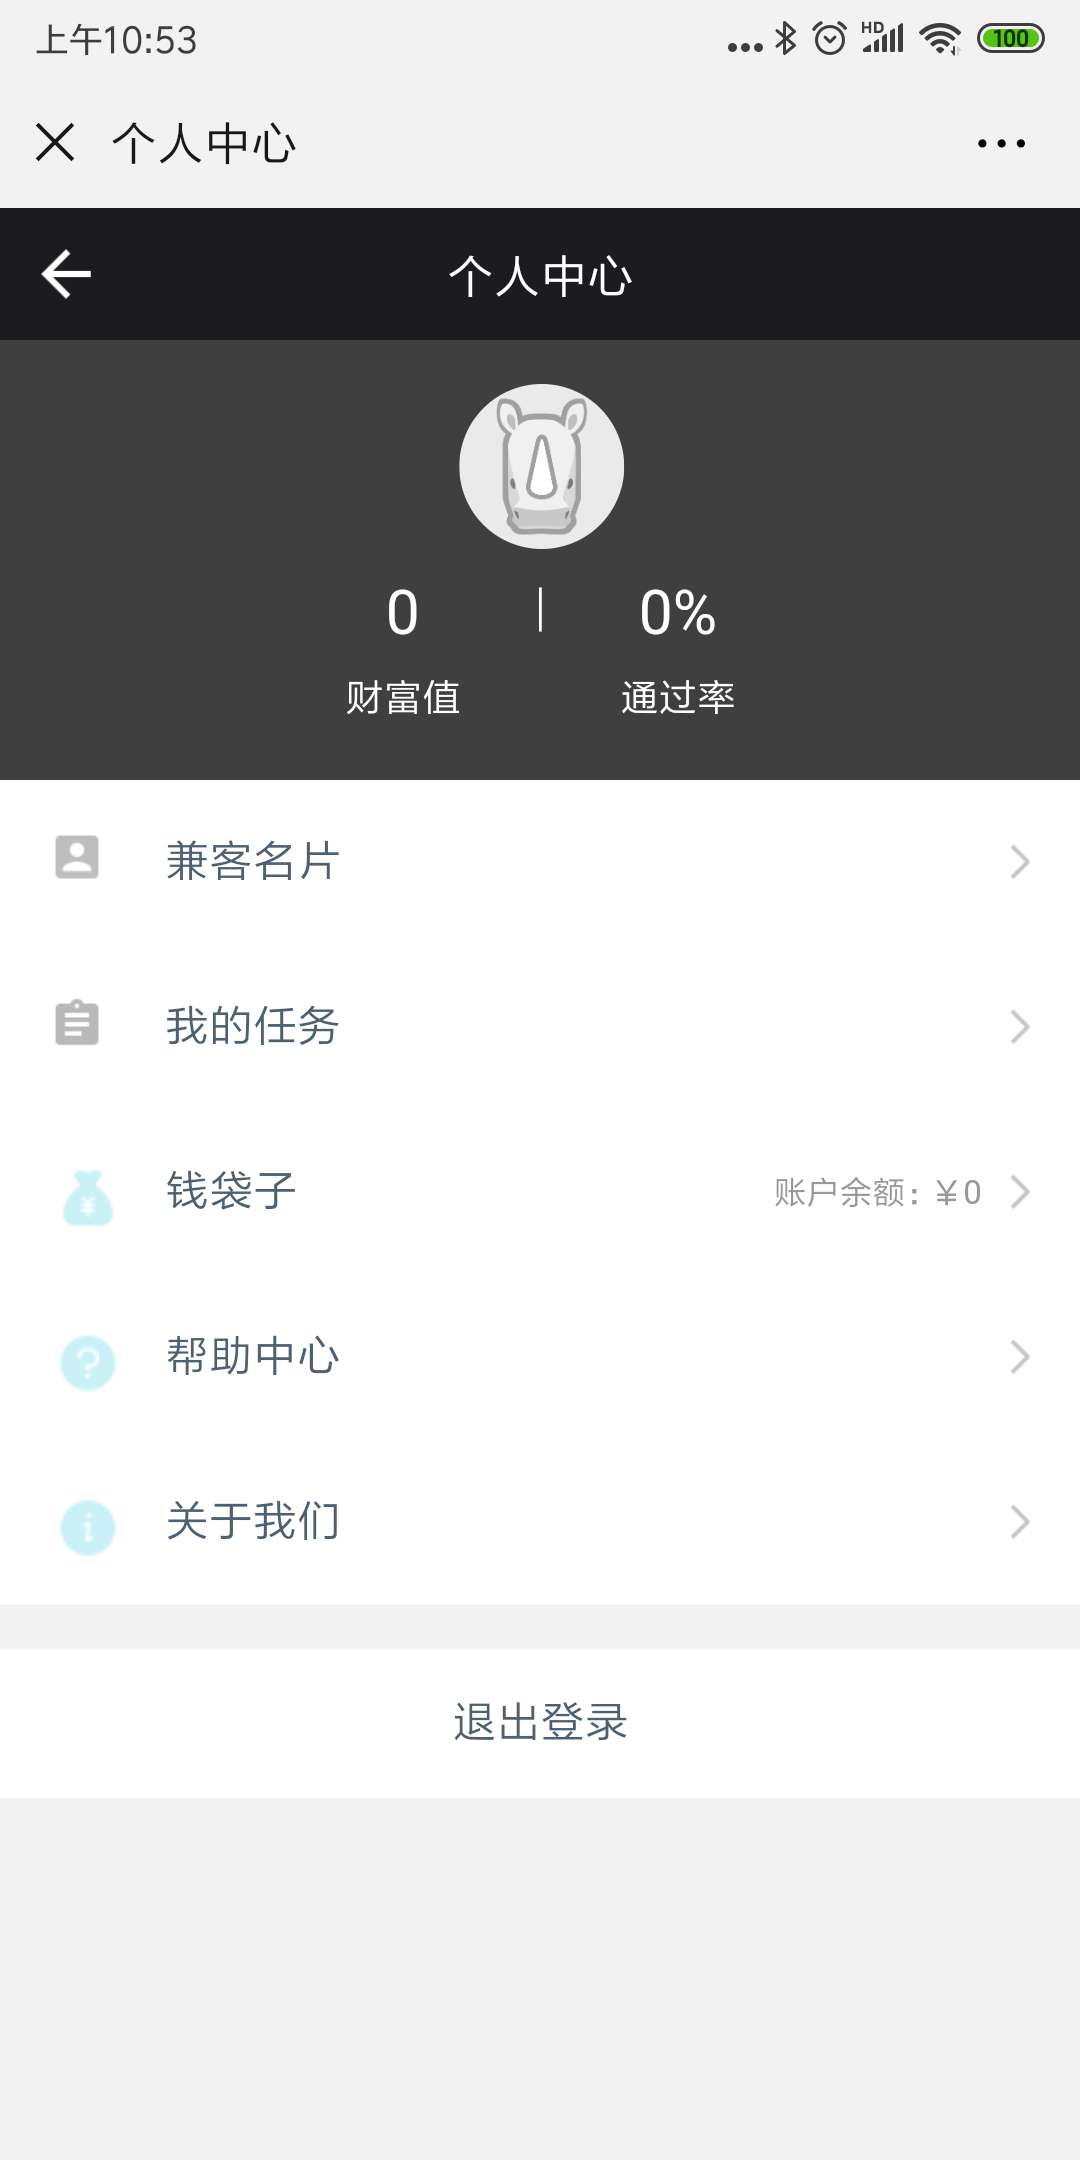 上午10:53
HD
100
个人中心
个人中心
0
0%
财富值
通过率
兼客名片
我的任务
钱袋子
账户余额：￥0
帮助中心
关于我们
退出登录